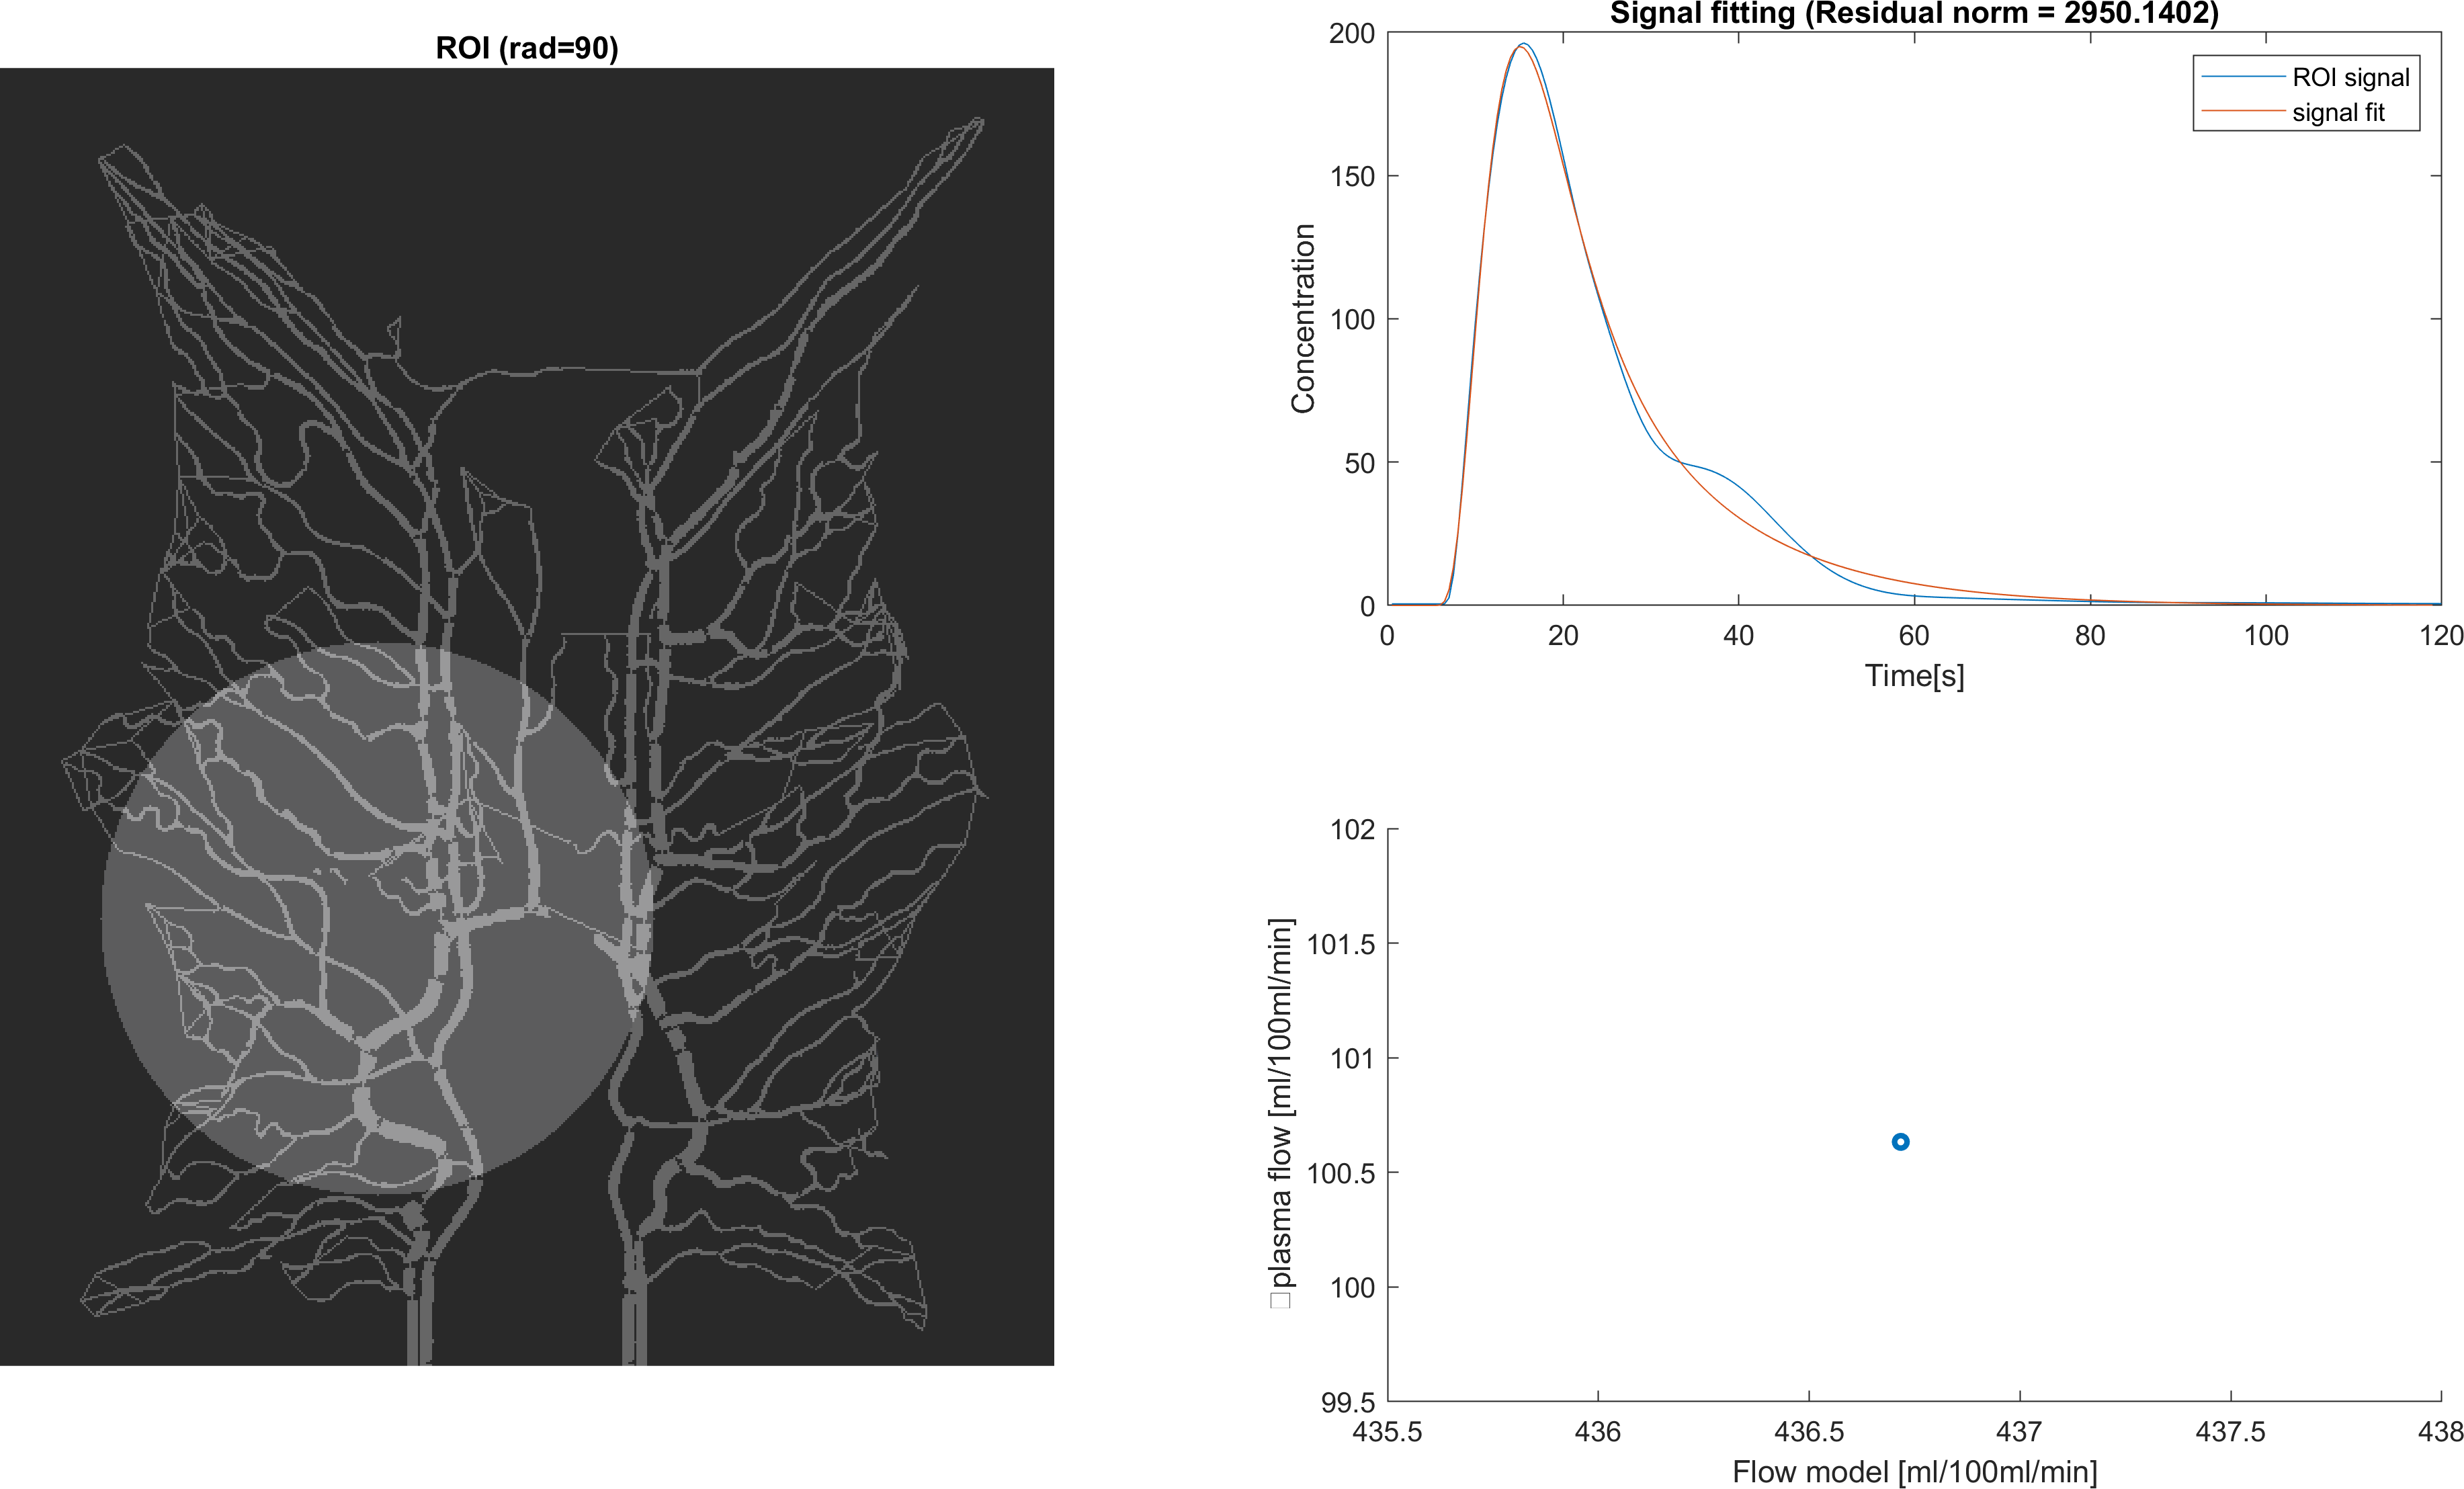 ROI (rad=90)
Signal fitting (Residual norm = 2950.1402)
200
150
100
50
0
Concentration
ROI signal
signal fit
0 20 40 60 80 100 120
Time[s]
102
101.5
101
100.5
100
99.5
□ plasma flow [ml/100ml/min]
435.5 436 436.5 437 437.5 438
Flow model [ml/100ml/min]